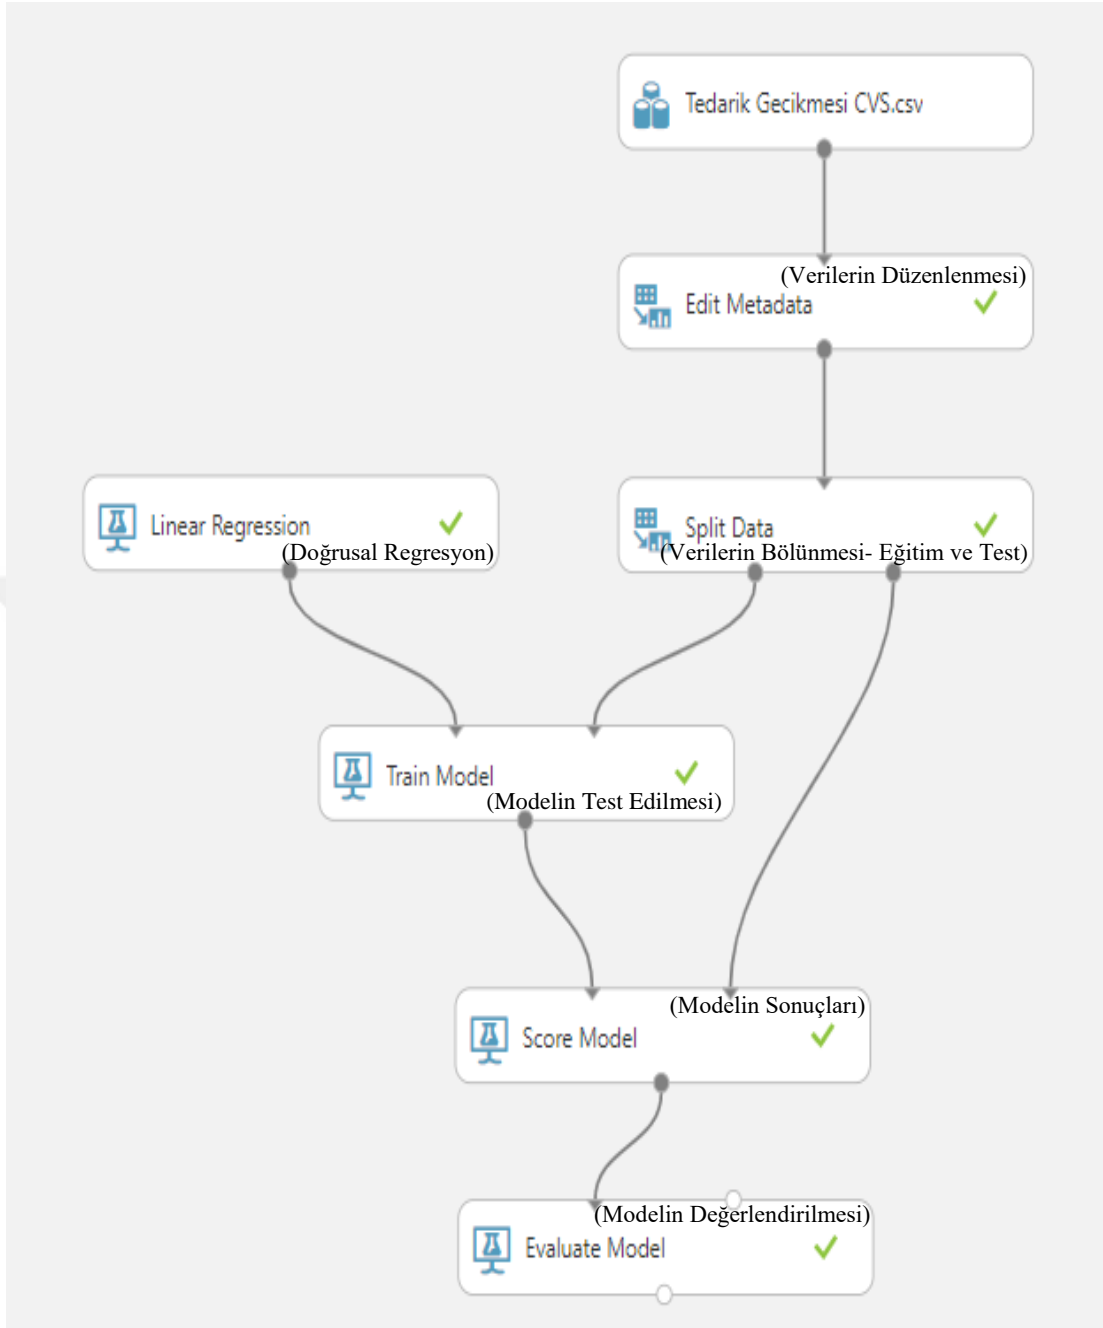 Tedarik Gecikmesi CVS.csv
(Verilerin Düzenlenmesi)
Edit Metadata
Linear Regression
(Doğrusal Regresyon)
Split Data
(Verilerin Bölünmesi- Eğitim ve Test)
Train Model
(Modelin Test Edilmesi)
(Modelin Sonuçları)
Score Model
(Modelin Değerlendirilmesi)
Evaluate Model